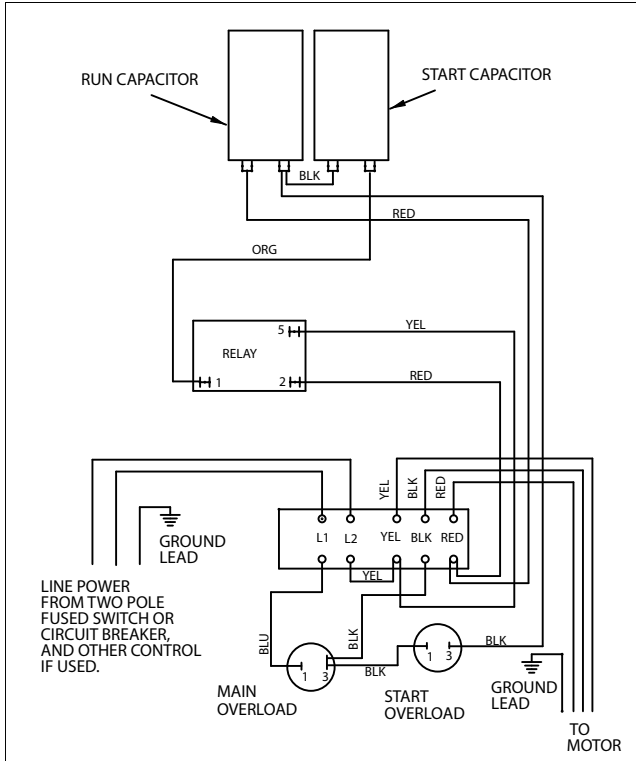 RUN CAPACITOR
START CAPACITOR
BLK
RED
ORG
5
YEL
RELAY
1
2
RED
YEL
BLK
RED
GROUND
LEAD
L1
L2
YEL
BLK
RED
YEL
LINE POWER
FROM TWO POLE
FUSED SWITCH OR
CIRCUIT BREAKER,
AND OTHER CONTROL
IF USED.
BLU
BLK
1
3
BLK
1
3
BLK
MAIN
OVERLOAD
START
OVERLOAD
GROUND
LEAD
TO
MOTOR